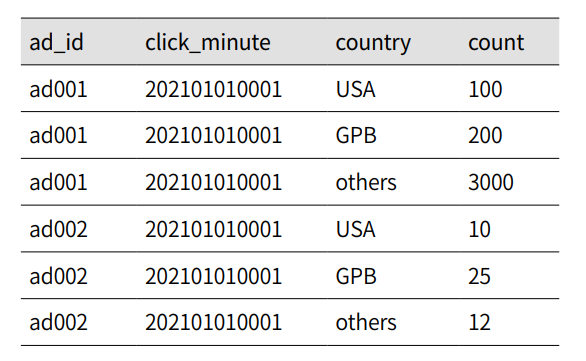 ad_id click_minute country count
ad001 202101010001 USA 100
ad001 202101010001 GPB 200
ad001 202101010001 others 3000
ad002 202101010001 USA 10
ad002 202101010001 GPB 25
ad002 202101010001 others 12